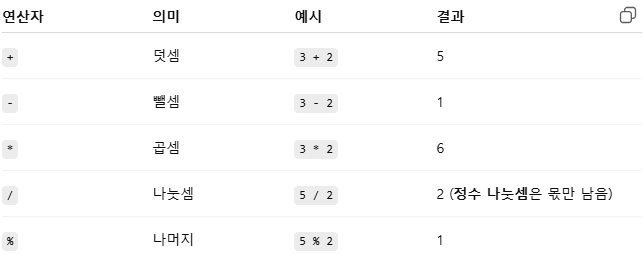 연산자 의미 예시 결과
+ 덧셈 3 + 2 5
- 뺄셈 3 - 2 1
* 곱셈 3 * 2 6
/ 나눗셈 5 / 2 2 (정수 나눗셈은 몫만 남음)
% 나머지 5 % 2 1